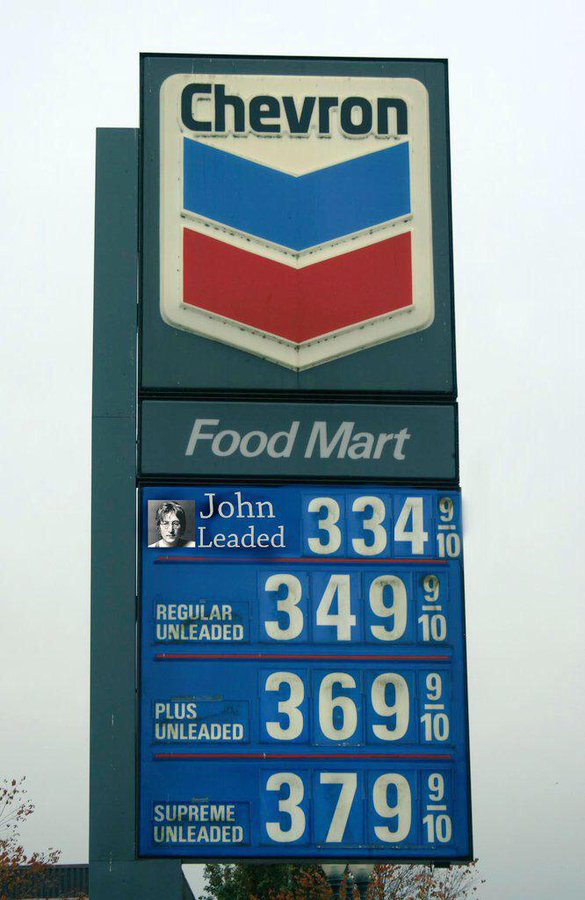 Chevron
Food Mart
John
Leaded
334 9/10
REGULAR
UNLEADED
349 9/10
PLUS
UNLEADED
369 9/10
SUPREME
UNLEADED
379 9/10